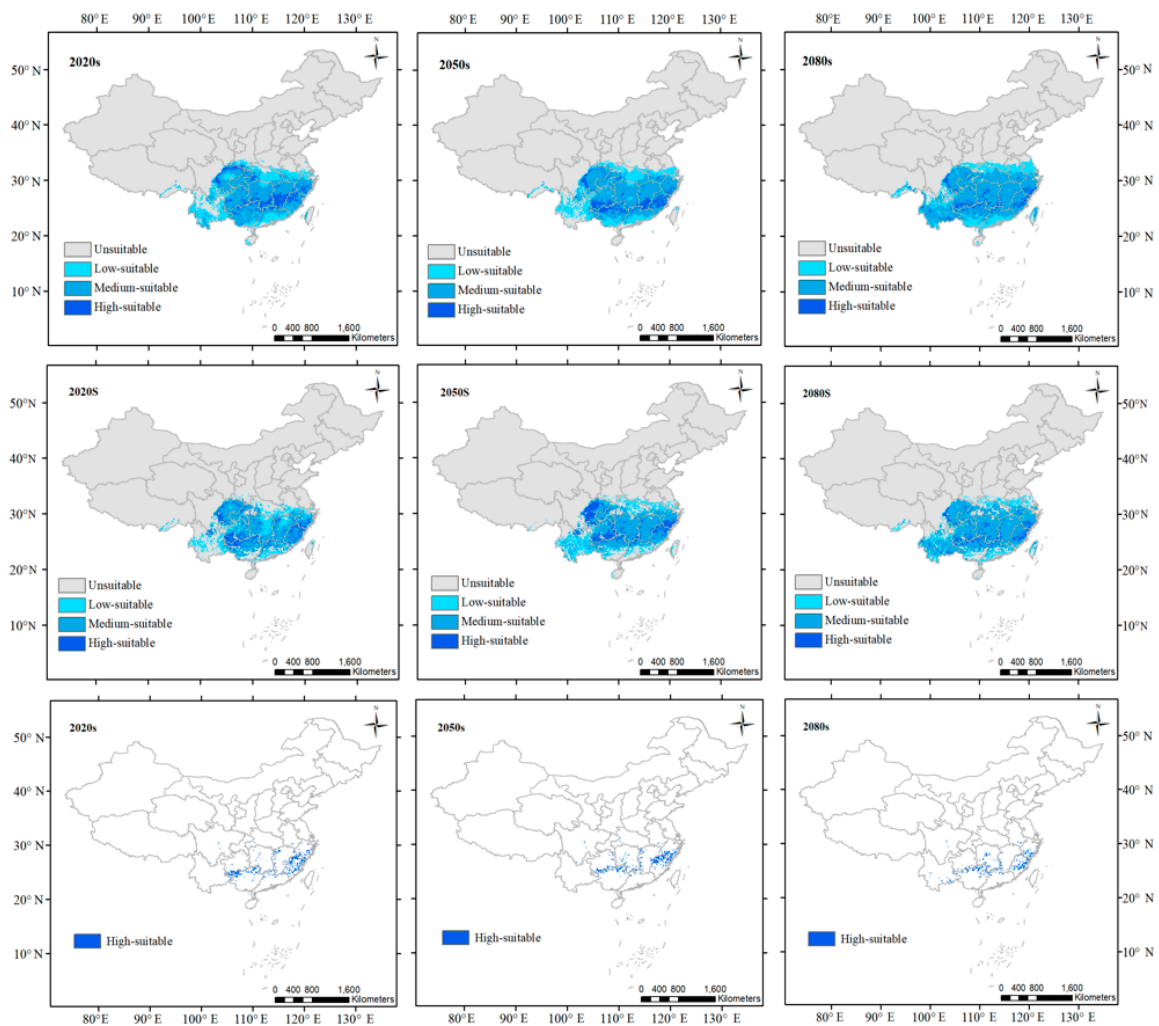 80° E 90° E 100° E 110° E 120° E 130° E
80° E 90° E 100° E 110° E 120° E 130° E
80° E 90° E 100° E 110° E 120° E 130° E
50° N
40° N
30° N
20° N
10° N
2020s
N
Unsuitable
Low-suitable
Medium-suitable
High-suitable
0 400 800 1,600
Kilometers
2050s
N
Unsuitable
Low-suitable
Medium-suitable
High-suitable
0 400 800 1,600
Kilometers
2080s
N
Unsuitable
Low-suitable
Medium-suitable
High-suitable
0 400 800 1,600
Kilometers
50° N
40° N
30° N
20° N
10° N
50°N
40°N
30°N
20°N
10°N
2020S
N
Unsuitable
Low-suitable
Medium-suitable
High-suitable
0 400 800 1,600
Kilometers
2050S
N
Unsuitable
Low-suitable
Medium-suitable
High-suitable
0 400 800 1,600
Kilometers
2080S
N
Unsuitable
Low-suitable
Medium-suitable
High-suitable
0 400 800 1,600
Kilometers
50° N
40° N
30° N
20° N
10° N
50° N
40° N
30° N
20° N
10° N
2020s
N
High-suitable
0 400 800 1,600
Kilometers
2050s
N
High-suitable
0 400 800 1,600
Kilometers
2080s
N
High-suitable
0 400 800 1,600
Kilometers
50° N
40° N
30° N
20° N
10° N
80° E 90° E 100° E 110° E 120° E 130° E
80° E 90° E 100° E 110° E 120° E 130° E
80° E 90° E 100° E 110° E 120° E 130° E